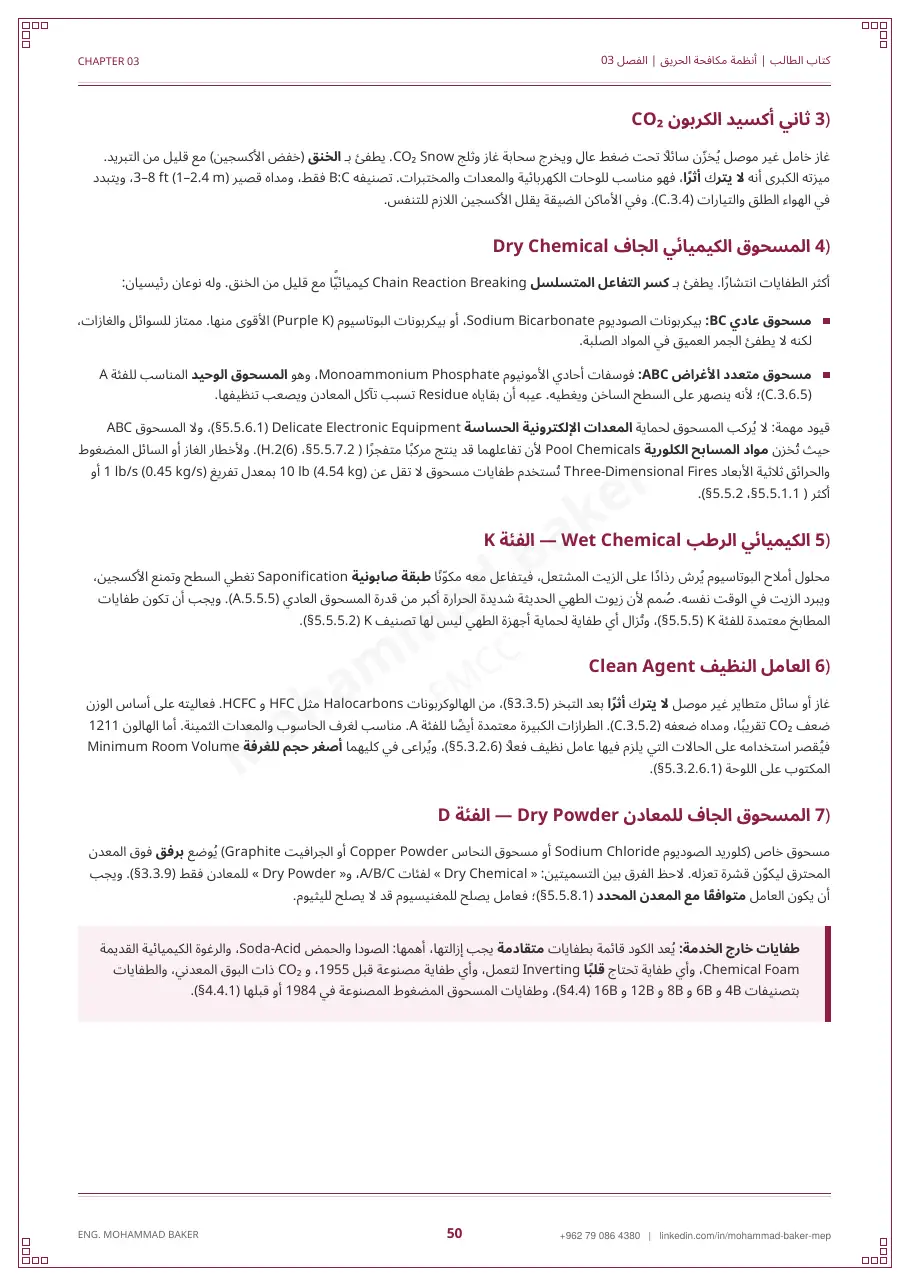 كتاب الطالب | أنظمة مكافحة الحريق | الفصل 03
CHAPTER 03
3) ثاني أكسيد الكربون CO₂
غاز خامل غير موصل يُخزّن سائلًا تحت ضغط عالٍ ويخرج سحابة غاز وثلج CO₂ Snow. يطفئ بـ الخنق (خفض الأكسجين) مع قليل من التبريد.
ميزته الكبرى أنه لا يترك أثرًا، فهو مناسب للوحات الكهربائية والمعدات والمختبرات. تصنيفه B:C فقط، ومداه قصير 3–8 ft (1–2.4 m)، ويتبدد
في الهواء الطلق والتيارات (C.3.4). وفي الأماكن الضيقة يقلل الأكسجين اللازم للتنفس.
4) المسحوق الكيميائي الجاف Dry Chemical
أكثر الطفايات انتشارًا. يطفئ بـ كسر التفاعل المتسلسل Chain Reaction Breaking كيميائيًّا مع قليل من الخنق. وله نوعان رئيسيان:
مسحوق عادي BC: بيكربونات الصوديوم Sodium Bicarbonate، أو بيكربونات البوتاسيوم (Purple K) الأقوى منها. ممتاز للسوائل والغازات،
لكنه لا يطفئ الجمر العميق في المواد الصلبة.
مسحوق متعدد الأغراض ABC: فوسفات أحادي الأمونيوم Monoammonium Phosphate، وهو المسحوق الوحيد المناسب للفئة A
(C.3.6.5)؛ لأنه ينصهر على السطح الساخن ويغطيه. عيبه أن بقاياه Residue تسبب تآكل المعادن ويصعب تنظيفها.
قيود مهمة: لا يُركب المسحوق لحماية المعدات الإلكترونية الحساسة Delicate Electronic Equipment (§5.5.6.1)، ولا المسحوق ABC
حيث تُخزن مواد المسابح الكلورية Pool Chemicals لأن تفاعلهما قد ينتج مركبًا متفجرًا ( §5.5.7.2، H.2(6)). ولأخطار الغاز أو السائل المضغوط
والحرائق ثلاثية الأبعاد Three-Dimensional Fires تُستخدم طفايات مسحوق لا تقل عن 10 lb (4.54 kg) بمعدل تفريغ 1 lb/s (0.45 kg/s) أو
أكثر ( §5.5.1.1، §5.5.2).
5) الكيميائي الرطب Wet Chemical — الفئة K
محلول أملاح البوتاسيوم يُرش رذاذًا على الزيت المشتعل، فيتفاعل معه مكوّنًا طبقة صابونية Saponification تغطي السطح وتمنع الأكسجين،
ويبرد الزيت في الوقت نفسه. صُمم لأن زيوت الطهي الحديثة شديدة الحرارة أكبر من قدرة المسحوق العادي (A.5.5.5). ويجب أن تكون طفايات
المطابخ معتمدة للفئة K (§5.5.5)، وتُزال أي طفاية لحماية أجهزة الطهي ليس لها تصنيف K (§5.5.5.2).
6) العامل النظيف Clean Agent
غاز أو سائل متطاير غير موصل لا يترك أثرًا بعد التبخر (§3.3.5)، من الهالوكربونات Halocarbons مثل HFC و HCFC. فعاليته على أساس الوزن
ضعف CO₂ تقريبًا، ومداه ضعفه (C.3.5.2). الطرازات الكبيرة معتمدة أيضًا للفئة A. مناسب لغرف الحاسوب والمعدات الثمينة. أما الهالون 1211
فيُقصر استخدامه على الحالات التي يلزم فيها عامل نظيف فعلًا (§5.3.2.6)، ويُراعى في كليهما أصغر حجم للغرفة Minimum Room Volume
المكتوب على اللوحة (§5.3.2.6.1).
7) المسحوق الجاف للمعادن Dry Powder — الفئة D
مسحوق خاص (كلوريد الصوديوم Sodium Chloride أو مسحوق النحاس Copper Powder أو الجرافيت Graphite) يُوضع برفق فوق المعدن
المحترق ليكوّن قشرة تعزله. لاحظ الفرق بين التسميتين: « Dry Chemical » لفئات A/B/C، و« Dry Powder » للمعادن فقط (§3.3.9). ويجب
أن يكون العامل متوافقًا مع المعدن المحدد (§5.5.8.1)؛ فعامل يصلح للمغنيسيوم قد لا يصلح لليثيوم.
طفايات خارج الخدمة: يُعد الكود قائمة بطفايات متقادمة يجب إزالتها، أهمها: الصودا والحمض Soda-Acid، والرغوة الكيميائية القديمة
Chemical Foam، وأي طفاية تحتاج قلبًا Inverting لتعمل، وأي طفاية مصنوعة قبل 1955، و CO₂ ذات البوق المعدني، والطفايات
بتصنيفات 4B و 6B و 8B و 12B و 16B (§4.4)، وطفايات المسحوق المضغوط المصنوعة في 1984 أو قبلها (§4.4.1).
Mohammad Baker
FMCC
ENG. MOHAMMAD BAKER
50
+962 79 086 4380 | linkedin.com/in/mohammad-baker-mep